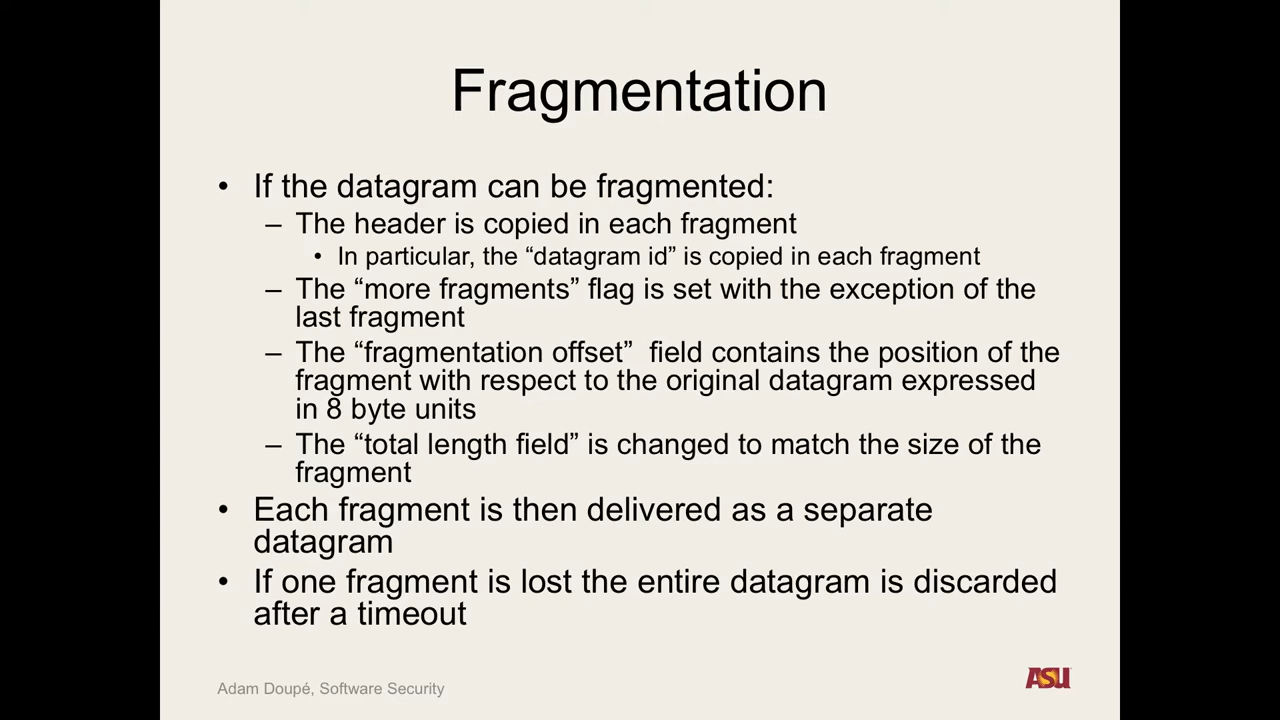 Fragmentation
• If the datagram can be fragmented:
– The header is copied in each fragment
• In particular, the “datagram id” is copied in each fragment
– The “more fragments” flag is set with the exception of the
last fragment
– The “fragmentation offset”  field contains the position of the
fragment with respect to the original datagram expressed
in 8 byte units
– The “total length field” is changed to match the size of the
fragment
• Each fragment is then delivered as a separate
datagram
• If one fragment is lost the entire datagram is discarded
after a timeout
Adam Doupé, Software Security
ASU